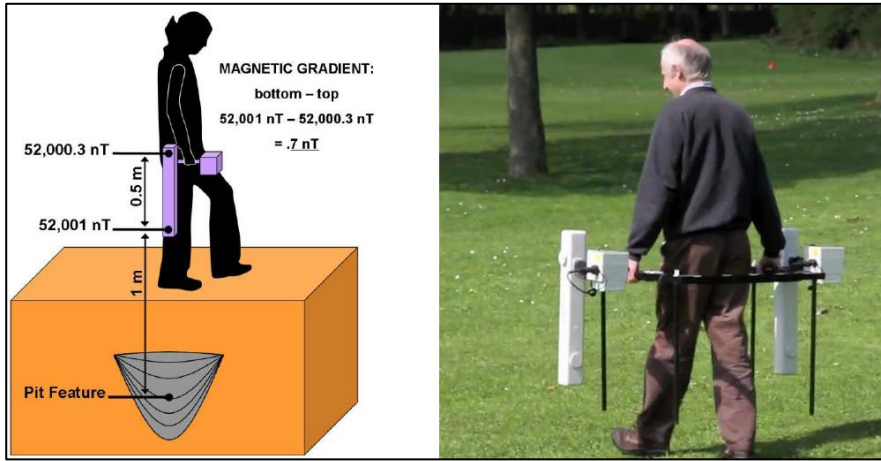 MAGNETIC GRADIENT:
bottom – top
52,001 nT – 52,000.3 nT
= .7 nT
52,000.3 nT
0.5 m
52,001 nT
1 m
Pit Feature